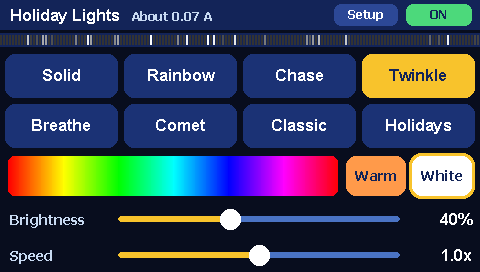 Holiday Lights About 0.07 A Setup ON
Solid Rainbow Chase Twinkle
Breathe Comet Classic Holidays
Warm White
Brightness 40%
Speed 1.0x